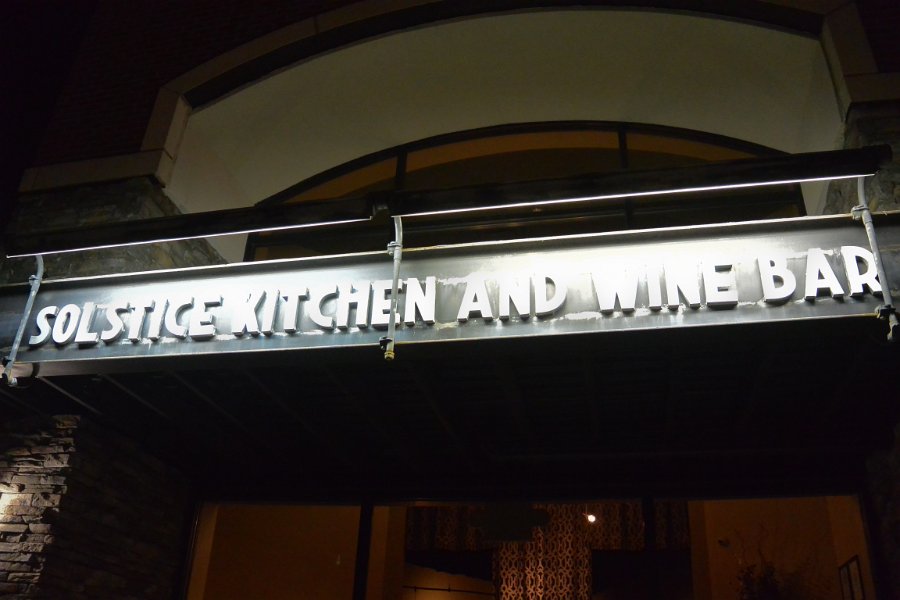 SOLSTICE KITCHEN AND WINE BAR